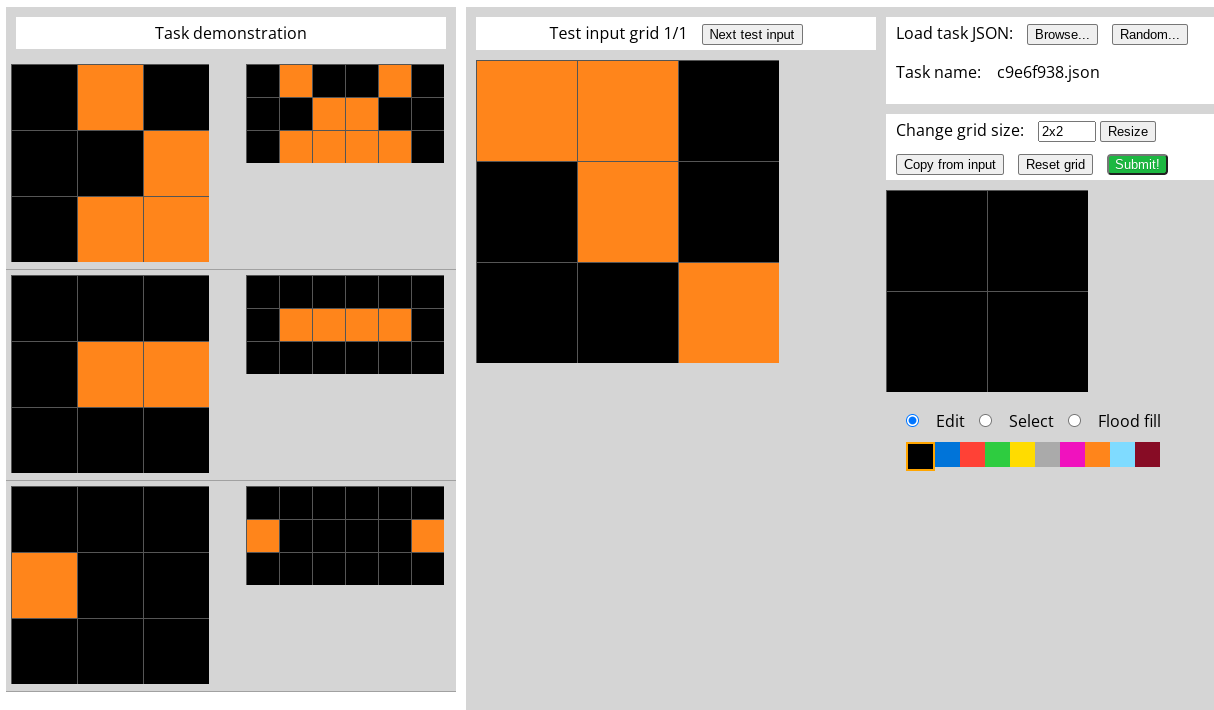 Task demonstration
Test input grid 1/1 Next test input
Load task JSON: Browse... Random...
Task name: c9e6f938.json
Change grid size: 2x2 Resize
Copy from input Reset grid Submit!
Edit Select Flood fill